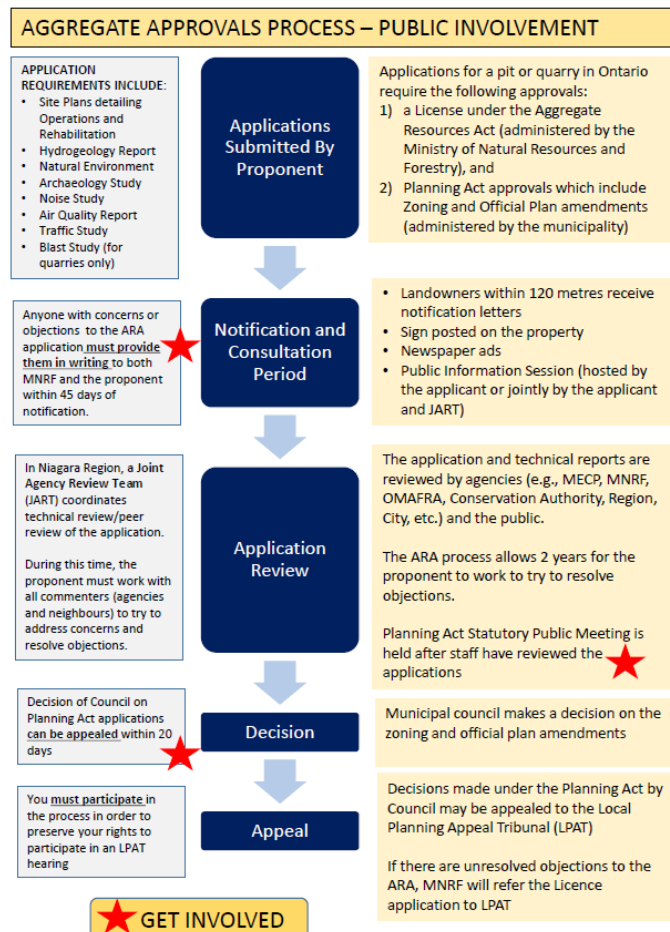 AGGREGATE APPROVALS PROCESS – PUBLIC INVOLVEMENT
APPLICATION
REQUIREMENTS INCLUDE:
• Site Plans detailing
Operations and
Rehabilitation
• Hydrogeology Report
• Natural Environment
• Archaeology Study
• Noise Study
• Air Quality Report
• Traffic Study
• Blast Study (for
quarries only)
Applications
Submitted By
Proponent
Applications for a pit or quarry in Ontario
require the following approvals:
1) a License under the Aggregate
Resources Act (administered by the
Ministry of Natural Resources and
Forestry), and
2) Planning Act approvals which include
Zoning and Official Plan amendments
(administered by the municipality)
Anyone with concerns or
objections to the ARA
application must provide
them in writing to both
MNRF and the proponent
within 45 days of
notification.
Notification and
Consultation
Period
• Landowners within 120 metres receive
notification letters
• Sign posted on the property
• Newspaper ads
• Public Information Session (hosted by
the applicant or jointly by the applicant
and JART)
In Niagara Region, a Joint
Agency Review Team
(JART) coordinates
technical review/peer
review of the application.
During this time, the
proponent must work with
all commenters (agencies
and neighbours) to try to
address concerns and
resolve objections.
Application
Review
The application and technical reports are
reviewed by agencies (e.g., MECP, MNRF,
OMAFRA, Conservation Authority, Region,
City, etc.) and the public.
The ARA process allows 2 years for the
proponent to work to try to resolve
objections.
Planning Act Statutory Public Meeting is
held after staff have reviewed the
applications
Decision of Council on
Planning Act applications
can be appealed within 20
days
Decision
Municipal council makes a decision on the
zoning and official plan amendments
You must participate in
the process in order to
preserve your rights to
participate in an LPAT
hearing
Appeal
Decisions made under the Planning Act by
Council may be appealed to the Local
Planning Appeal Tribunal (LPAT)
If there are unresolved objections to the
ARA, MNRF will refer the Licence
application to LPAT
GET INVOLVED